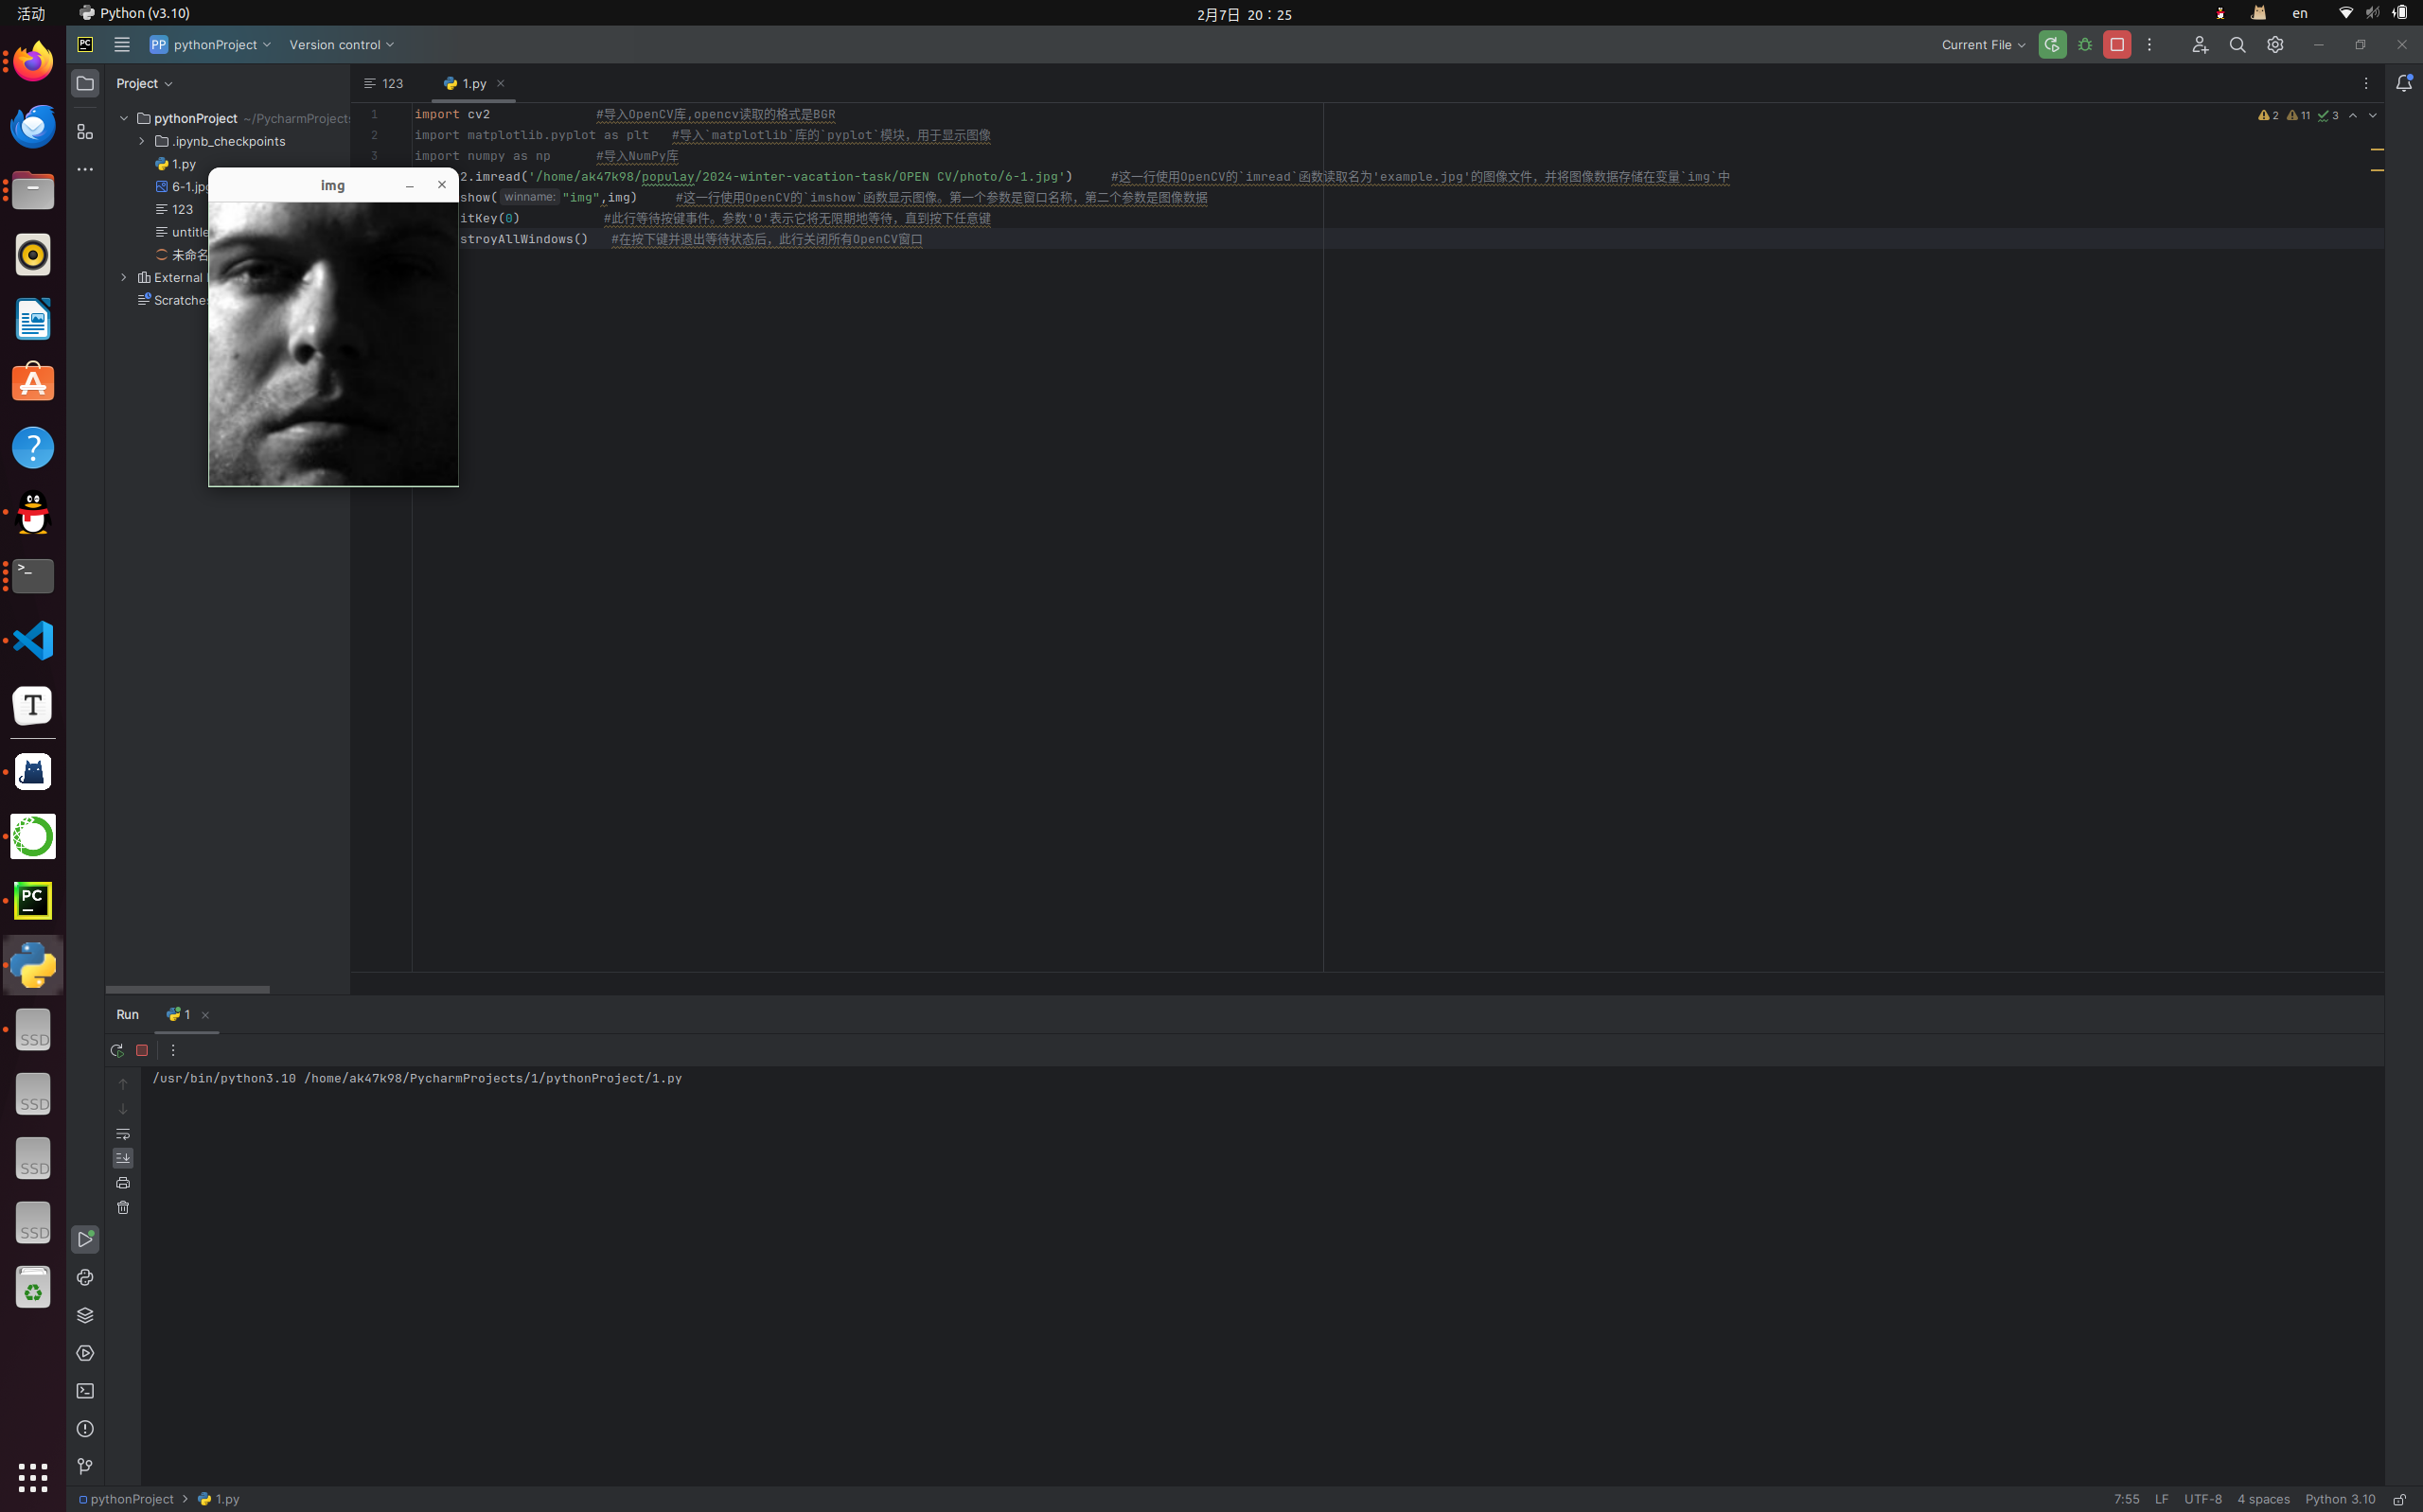 活动 Python (v3.10) 2月7日 20：25 en
PC PP pythonProject Version control Current File
Project 123 1.py
pythonProject ~/PycharmProjects
.ipynb_checkpoints
1.py
6-1.jpg
123
untitle
未命名
External
Scratches
img
1 import cv2 #导入OpenCV库,opencv读取的格式是BGR
2 import matplotlib.pyplot as plt #导入`matplotlib`库的`pyplot`模块，用于显示图像
3 import numpy as np #导入NumPy库
2.imread('/home/ak47k98/populay/2024-winter-vacation-task/OPEN CV/photo/6-1.jpg') #这一行使用OpenCV的`imread`函数读取名为'example.jpg'的图像文件，并将图像数据存储在变量`img`中
show( winname: "img",img) #这一行使用OpenCV的`imshow`函数显示图像。第一个参数是窗口名称，第二个参数是图像数据
itKey(0) #此行等待按键事件。参数'0'表示它将无限期地等待，直到按下任意键
stroyAllWindows() #在按下键并退出等待状态后，此行关闭所有OpenCV窗口
2 11 3
T
PC
SSD
SSD
SSD
SSD
Run 1
/usr/bin/python3.10 /home/ak47k98/PycharmProjects/1/pythonProject/1.py
pythonProject 1.py 7:55 LF UTF-8 4 spaces Python 3.10